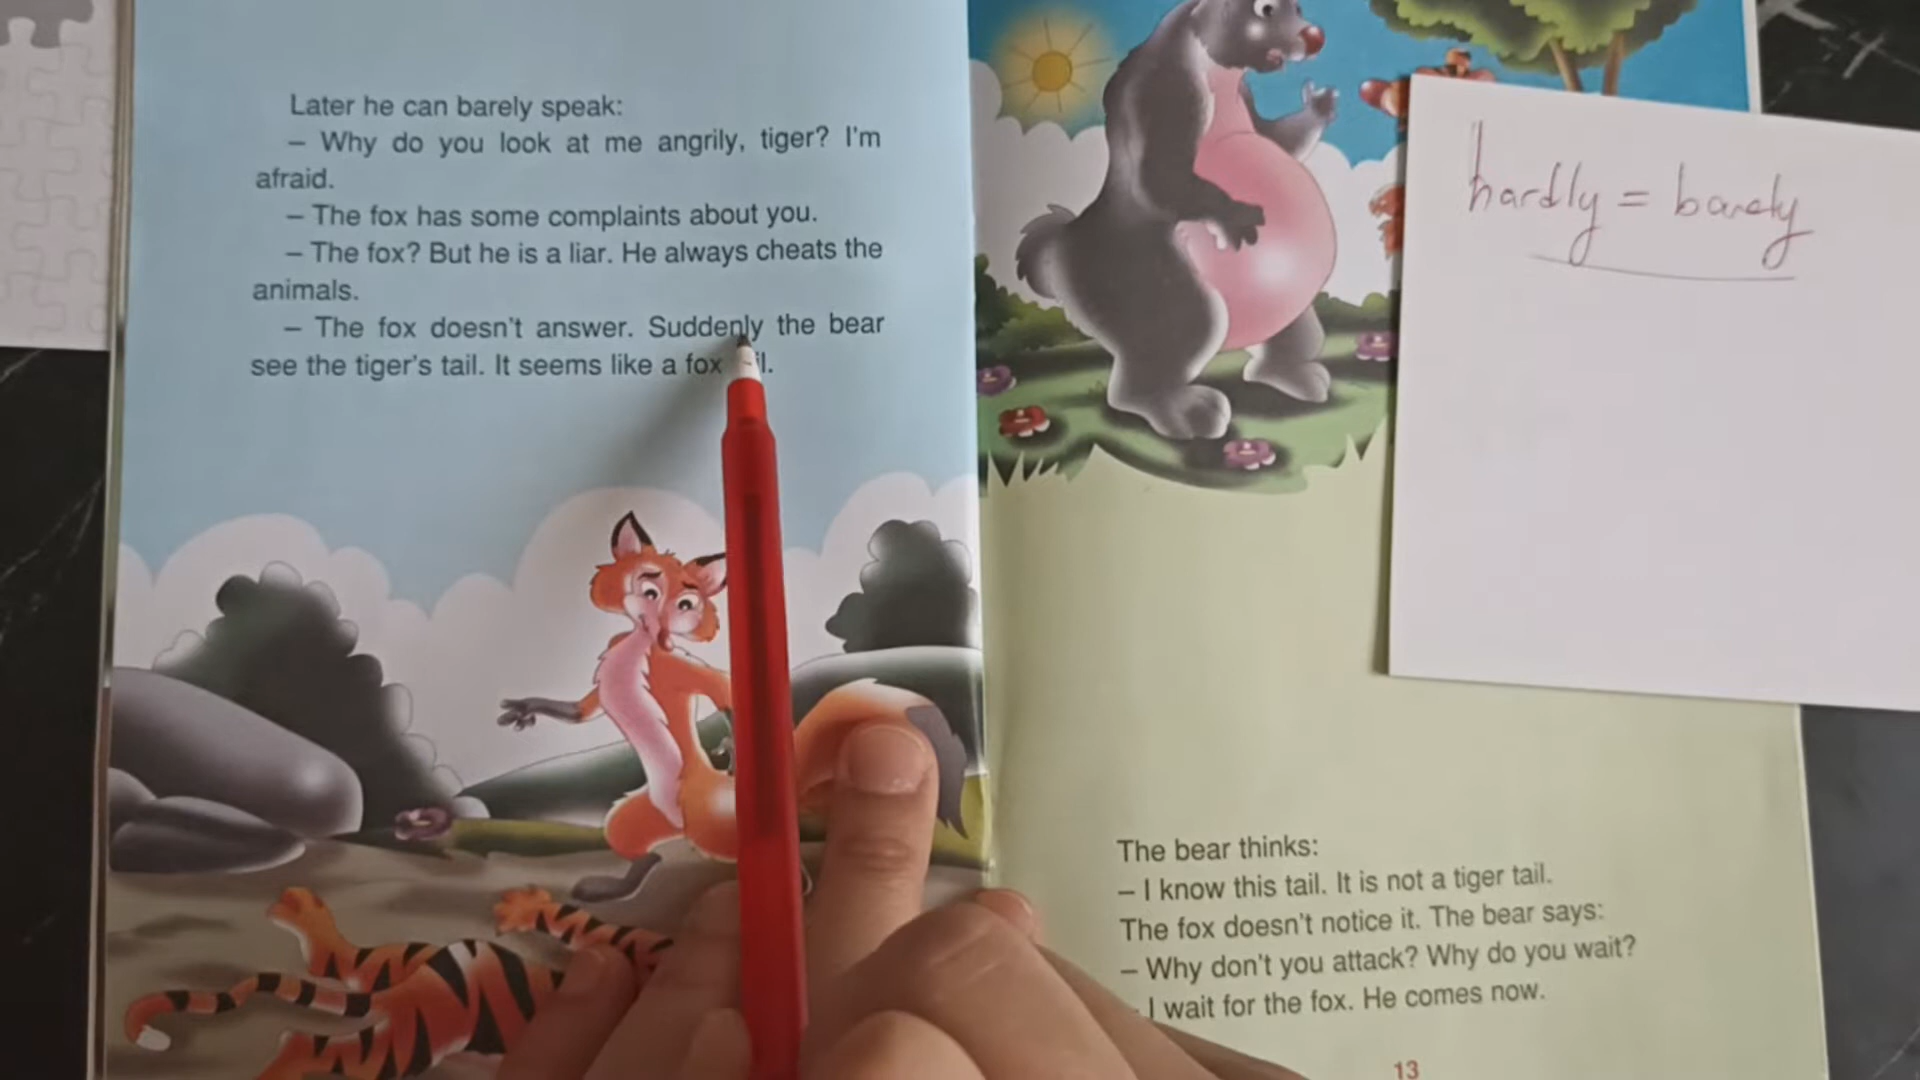 Later he can barely speak:
– Why do you look at me angrily, tiger? I'm
afraid.
– The fox has some complaints about you.
– The fox? But he is a liar. He always cheats the
animals.
– The fox doesn't answer. Suddenly the bear
see the tiger's tail. It seems like a fox
hardly = barely
The bear thinks:
– I know this tail. It is not a tiger tail.
The fox doesn't notice it. The bear says:
– Why don't you attack? Why do you wait?
- I wait for the fox. He comes now.
13